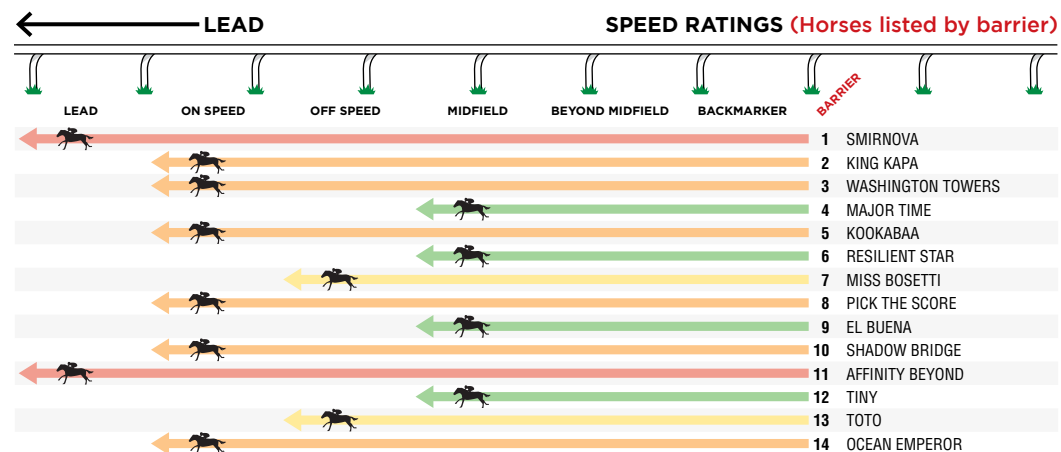 LEAD SPEED RATINGS (Horses listed by barrier)
LEAD ON SPEED OFF SPEED MIDFIELD BEYOND MIDFIELD BACKMARKER BARRIER
1 SMIRNOVA
2 KING KAPA
3 WASHINGTON TOWERS
4 MAJOR TIME
5 KOOKABAA
6 RESILIENT STAR
7 MISS BOSETTI
8 PICK THE SCORE
9 EL BUENA
10 SHADOW BRIDGE
11 AFFINITY BEYOND
12 TINY
13 TOTO
14 OCEAN EMPEROR